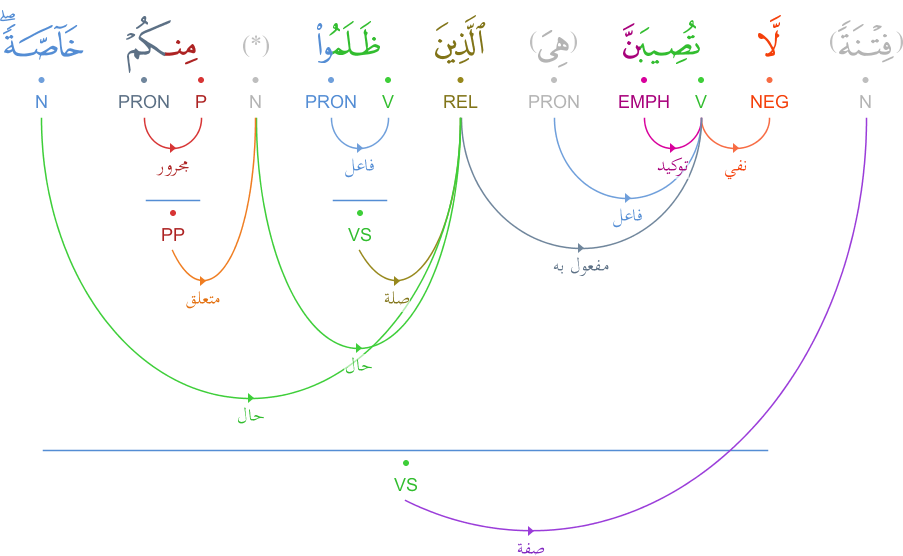 (فِتْنَةً) لَّا تُصِيبَنَّ (هِيَ) ٱلَّذِينَ ظَلَمُوا۟ (*) مِنكُمْ خَآصَّةً ۖ
N NEG V EMPH PRON REL V PRON N P PRON N
نفي توكيد فاعل مجرور
فاعل
PP VS
مفعول به
صلة متعلق
حال
حال
VS
صفة